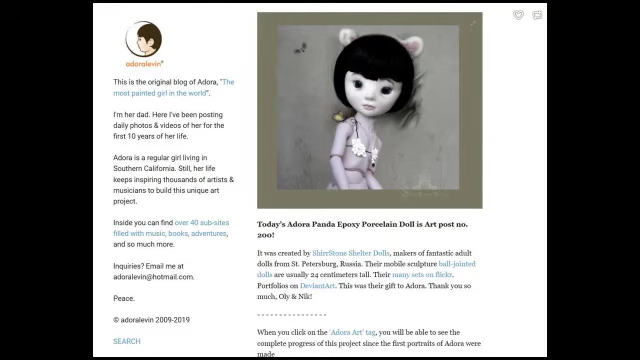 adoralevin
This is the original blog of Adora, "The
most painted girl in the world".
I'm her dad. Here I've been posting
daily photos & videos of her for the
first 10 years of her life.
Adora is a regular girl living in
Southern California. Still, her life
keeps inspiring thousands of artists &
musicians to build this unique art
project.
Inside you can find over 40 sub-sites
filled with music, books, adventures,
and so much more.
Inquiries? Email me at
adoralevin@hotmail.com.
Peace.
© adoralevin 2009-2019
SEARCH
Today's Adora Panda Epoxy Porcelain Doll is Art post no.
200!
It was created by ShirrStone Shelter Dolls, makers of fantastic adult
dolls from St. Petersburg, Russia. Their mobile sculpture ball-jointed
dolls are usually 24 centimeters tall. Their many sets on flickr.
Portfolios on DeviantArt. This was their gift to Adora. Thank you so
much, Oly & Nik!
- - - - - - - - - - - - - - - -
When you click on the 'Adora Art' tag, you will be able to see the
complete progress of this project since the first portraits of Adora were
made